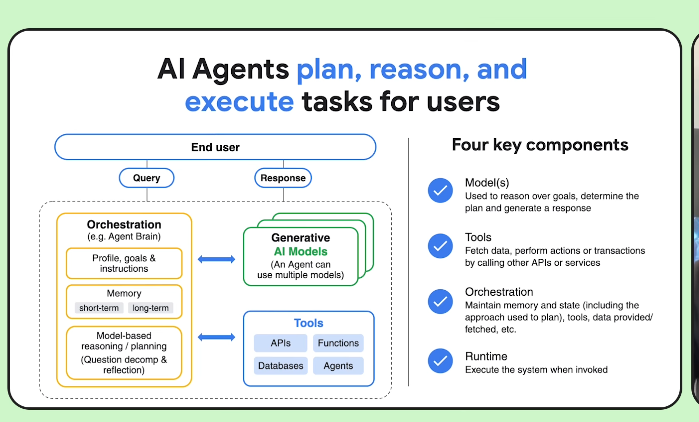 AI Agents plan, reason, and
execute tasks for users
End user
Query
Response
Orchestration
(e.g. Agent Brain)
Profile, goals &
instructions
Memory
short-term
long-term
Model-based
reasoning / planning
(Question decomp &
reflection)
Generative
AI Models
(An Agent can
use multiple models)
Tools
APIs
Functions
Databases
Agents
Four key components
Model(s)
Used to reason over goals, determine the
plan and generate a response
Tools
Fetch data, perform actions or transactions
by calling other APIs or services
Orchestration
Maintain memory and state (including the
approach used to plan), tools, data provided/
fetched, etc.
Runtime
Execute the system when invoked